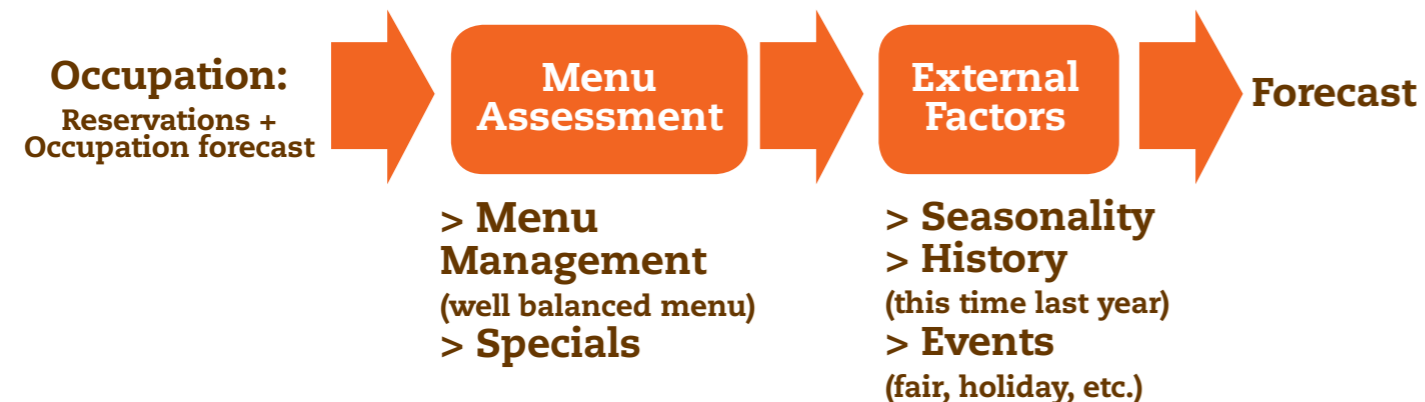 Occupation:
Reservations +
Occupation forecast
Menu
Assessment
> Menu
Management
(well balanced menu)
> Specials
External
Factors
> Seasonality
> History
(this time last year)
> Events
(fair, holiday, etc.)
Forecast